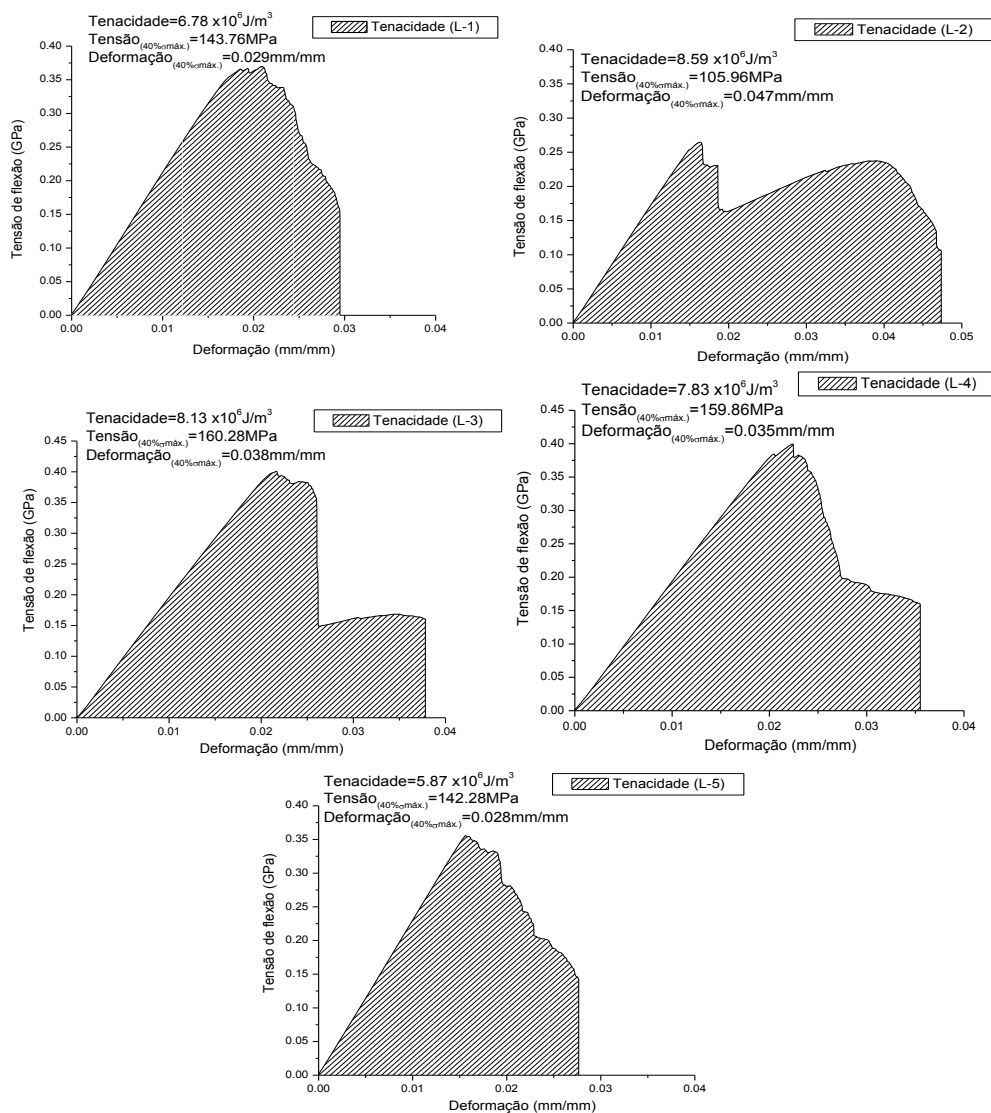 Tenacidade=6.78 x10⁶J/m³
Tensão(40%σmáx.)=143.76MPa
Deformação(40%σmáx.)=0.029mm/mm
Tenacidade (L-1)
0.40
0.35
0.30
0.25
0.20
0.15
0.10
0.05
0.00
Tensão de flexão (GPa)
0.00 0.01 0.02 0.03 0.04
Deformação (mm/mm)
Tenacidade (L-2)
Tenacidade=8.59 x10⁶J/m³
Tensão(40%σmáx.)=105.96MPa
Deformação(40%σmáx.)=0.047mm/mm
0.40
0.35
0.30
0.25
0.20
0.15
0.10
0.05
0.00
Tensão de flexão (GPa)
0.00 0.01 0.02 0.03 0.04 0.05
Deformação (mm/mm)
Tenacidade=8.13 x10⁶J/m³
Tensão(40%σmáx.)=160.28MPa
Deformação(40%σmáx.)=0.038mm/mm
Tenacidade (L-3)
0.45
0.40
0.35
0.30
0.25
0.20
0.15
0.10
0.05
0.00
Tensão de flexão (GPa)
0.00 0.01 0.02 0.03 0.04
Deformação (mm/mm)
Tenacidade=7.83 x10⁶J/m³
Tensão(40%σmáx.)=159.86MPa
Deformação(40%σmáx.)=0.035mm/mm
Tenacidade (L-4)
0.45
0.40
0.35
0.30
0.25
0.20
0.15
0.10
0.05
0.00
Tensão de flexão (GPa)
0.00 0.01 0.02 0.03 0.04
Deformação (mm/mm)
Tenacidade=5.87 x10⁶J/m³
Tensão(40%σmáx.)=142.28MPa
Deformação(40%σmáx.)=0.028mm/mm
Tenacidade (L-5)
0.40
0.35
0.30
0.25
0.20
0.15
0.10
0.05
0.00
Tensão de flexão (GPa)
0.00 0.01 0.02 0.03 0.04
Deformação (mm/mm)